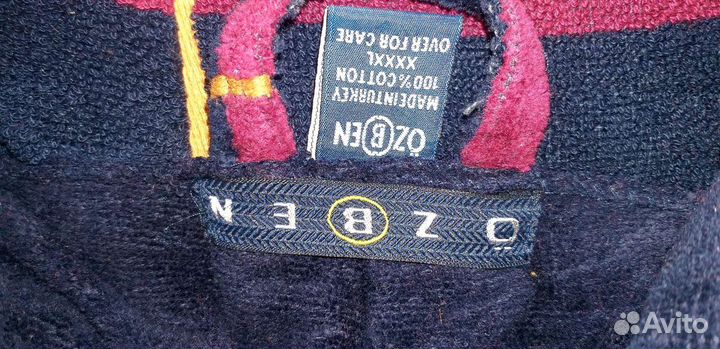 ÖZBEN
MADE IN TURKEY
100% COTTON
XXXXL
OVER FOR CARE
ÖZBEN
Avito